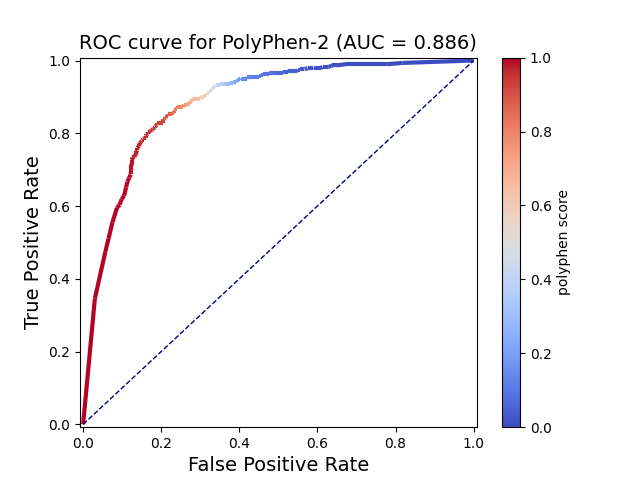 ROC curve for PolyPhen-2 (AUC = 0.886)
True Positive Rate
1.0
0.8
0.6
0.4
0.2
0.0
0.0 0.2 0.4 0.6 0.8 1.0
False Positive Rate
1.0
0.8
0.6
0.4
0.2
0.0
polyphen score